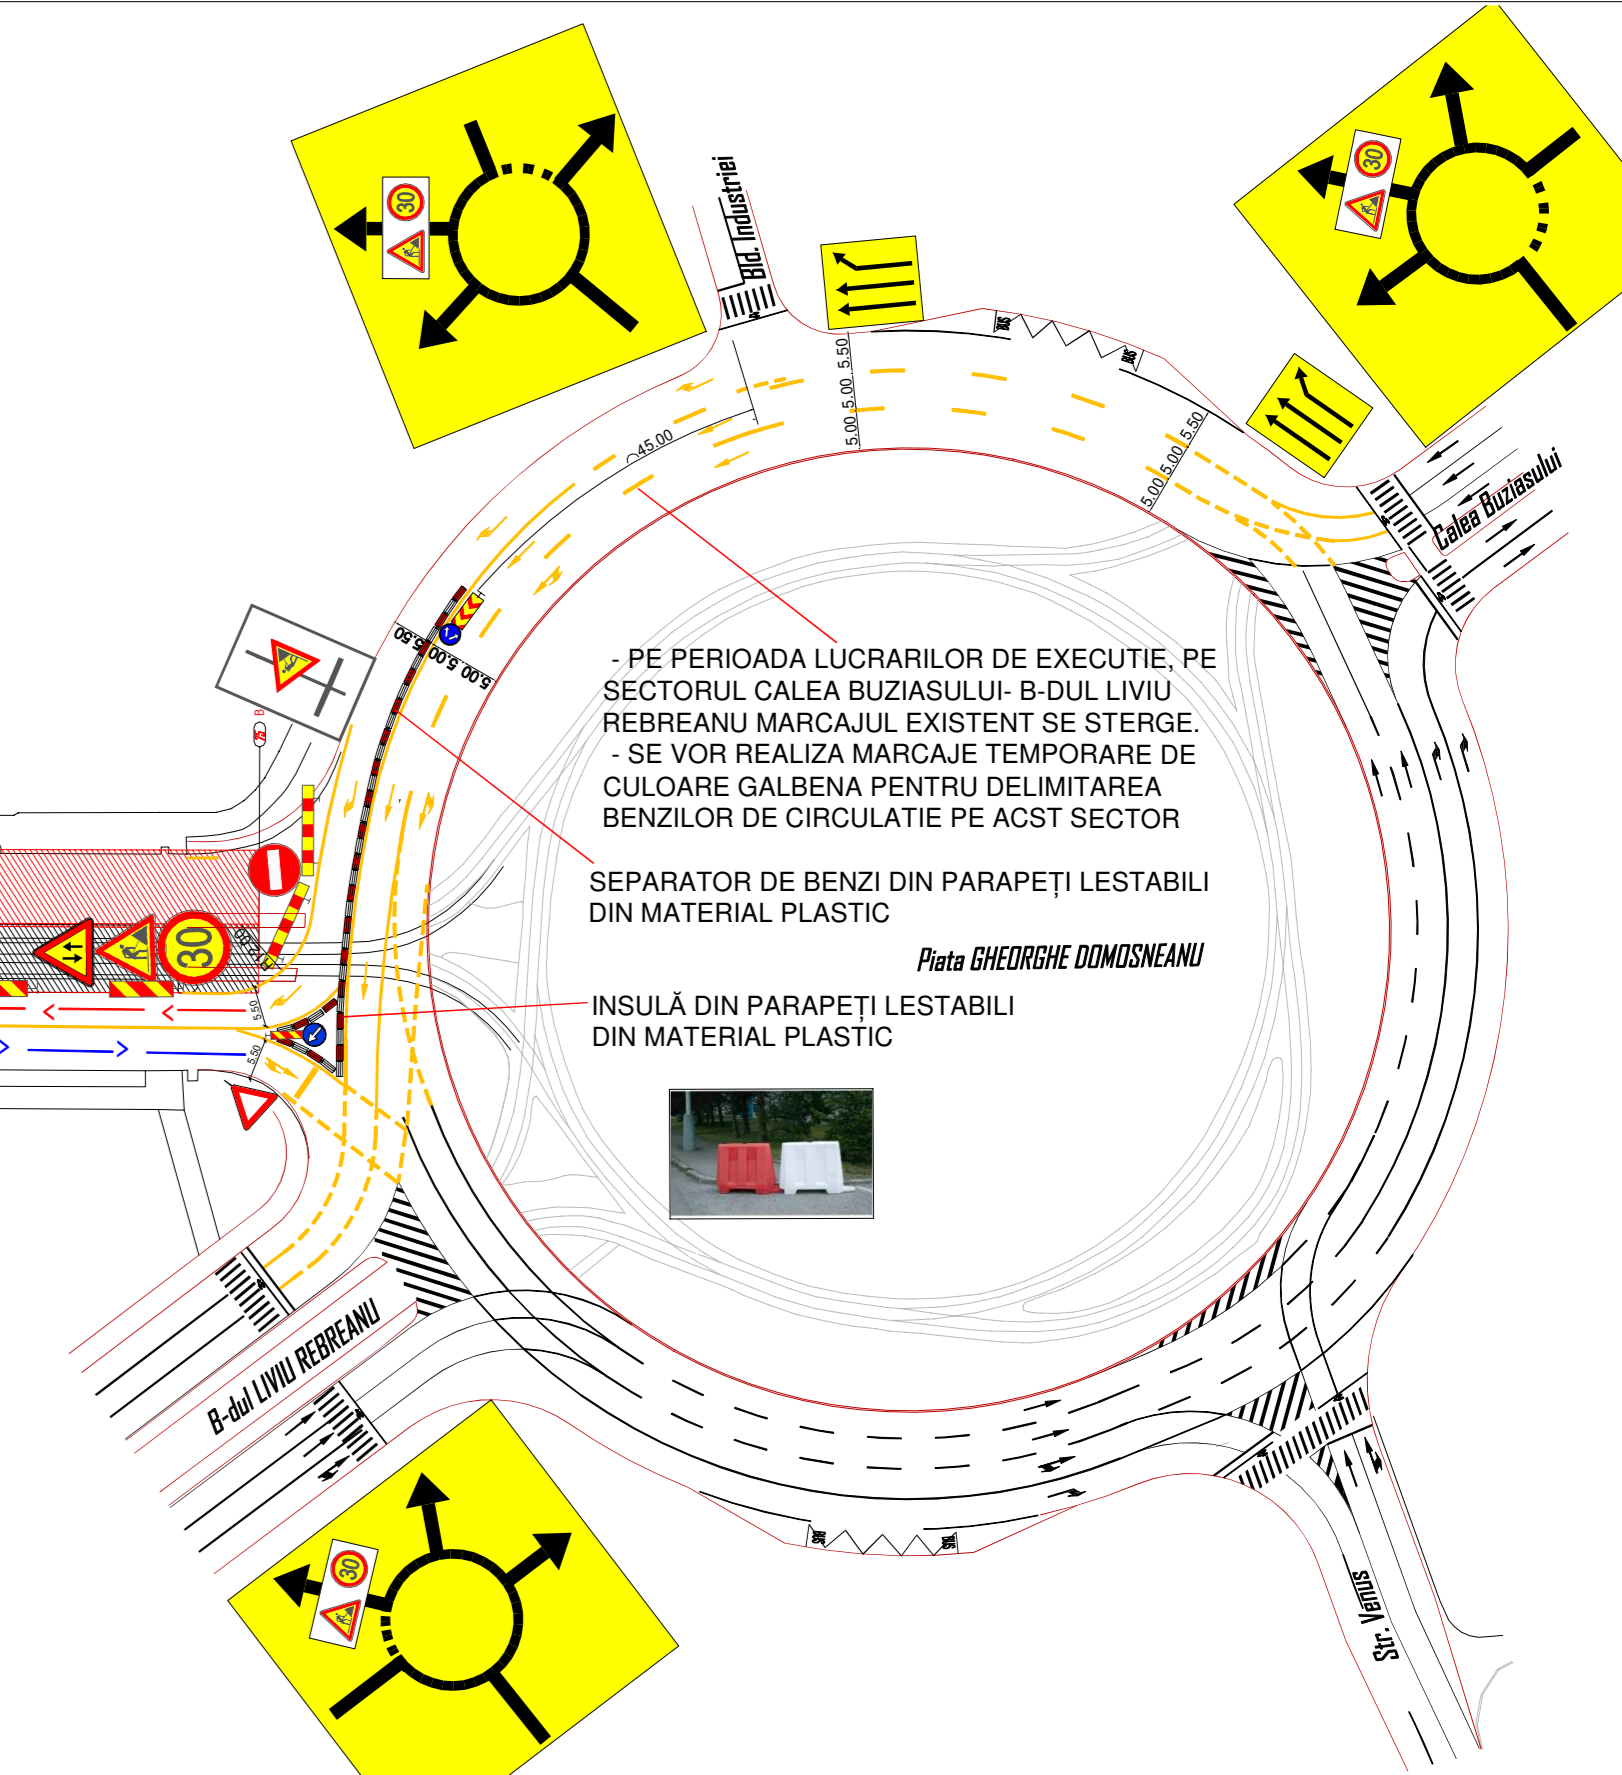 30
30
Bld. Industriei
BUS
BUS
5.00 5.00 5.50
5.00 5.00 5.50
45.00
Calea Buziasului
5.50
5.00
5.00
- PE PERIOADA LUCRARILOR DE EXECUTIE, PE
SECTORUL CALEA BUZIASULUI- B-DUL LIVIU
REBREANU MARCAJUL EXISTENT SE STERGE.
- SE VOR REALIZA MARCAJE TEMPORARE DE
CULOARE GALBENA PENTRU DELIMITAREA
BENZILOR DE CIRCULATIE PE ACST SECTOR
B
SEPARATOR DE BENZI DIN PARAPEȚI LESTABILI
DIN MATERIAL PLASTIC
30
Piata GHEORGHE DOMOSNEANU
INSULĂ DIN PARAPEȚI LESTABILI
DIN MATERIAL PLASTIC
5.50
5.50
B-dul LIVIU REBREANU
BUS
BUS
30
Str. Venus